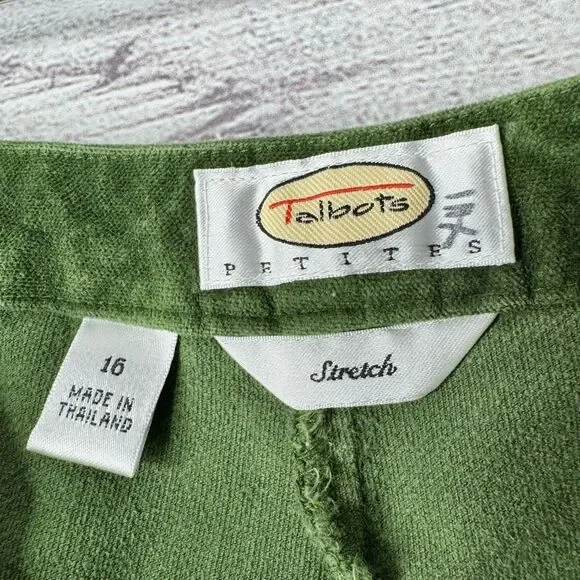 Talbots
PETITES
16
MADE IN
THAILAND
Stretch